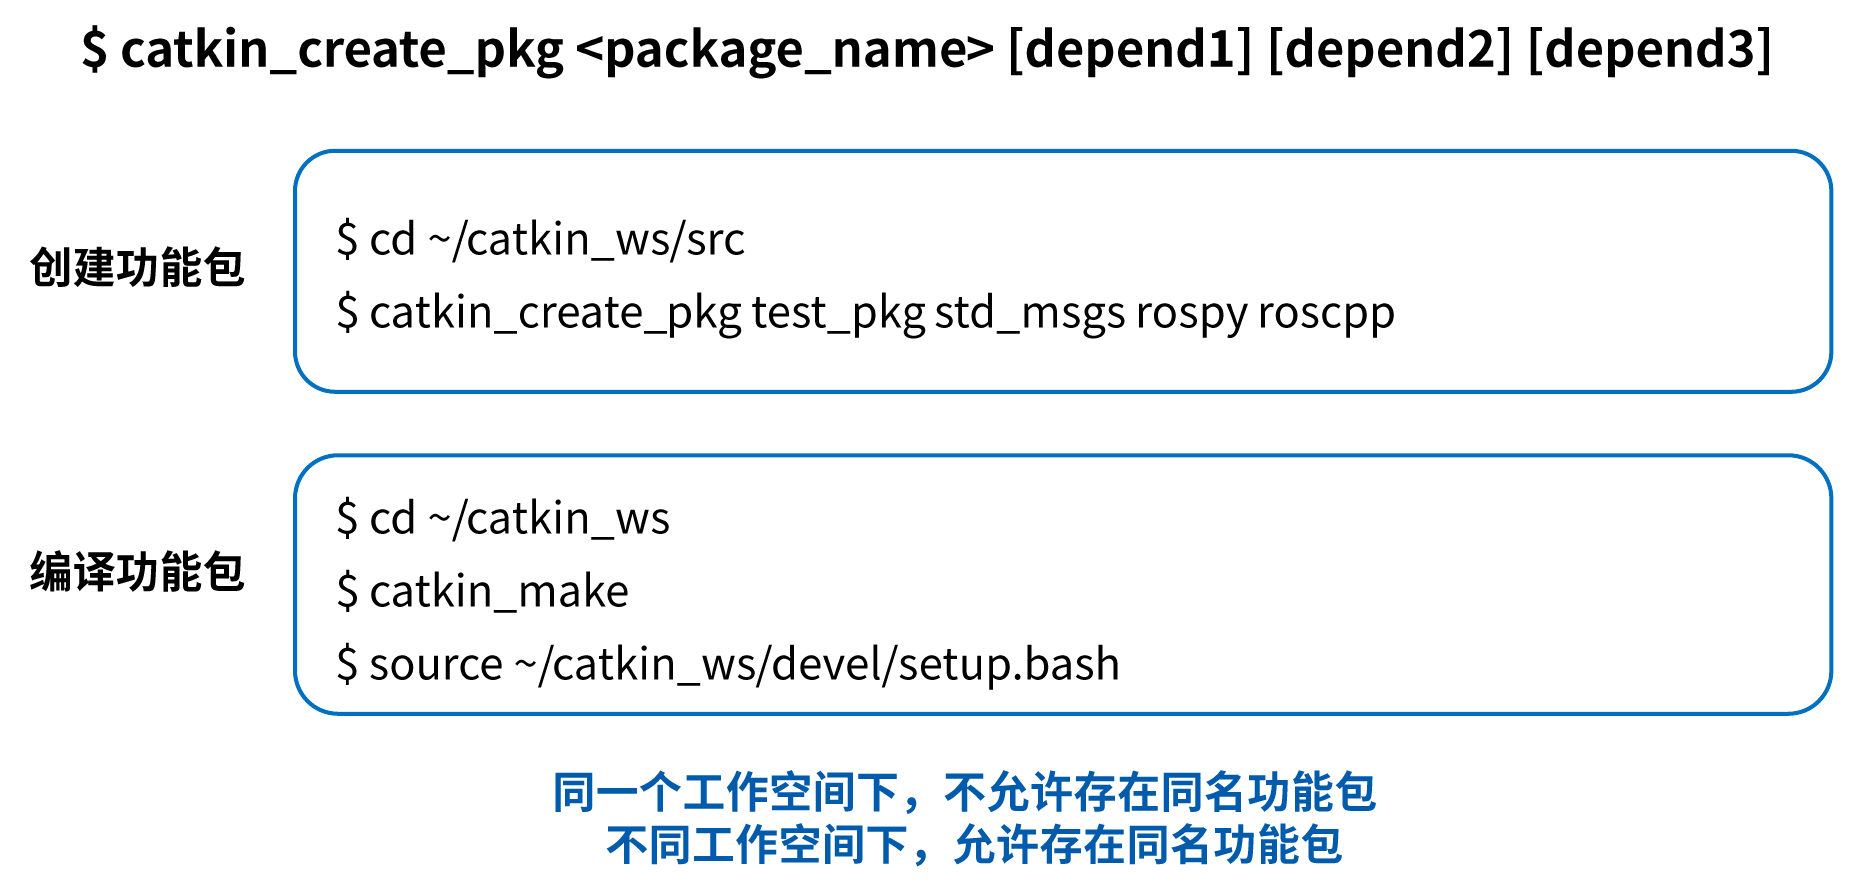 $ catkin_create_pkg <package_name> [depend1] [depend2] [depend3]
创建功能包
$ cd ~/catkin_ws/src
$ catkin_create_pkg test_pkg std_msgs rospy roscpp
编译功能包
$ cd ~/catkin_ws
$ catkin_make
$ source ~/catkin_ws/devel/setup.bash
同一个工作空间下，不允许存在同名功能包
不同工作空间下，允许存在同名功能包